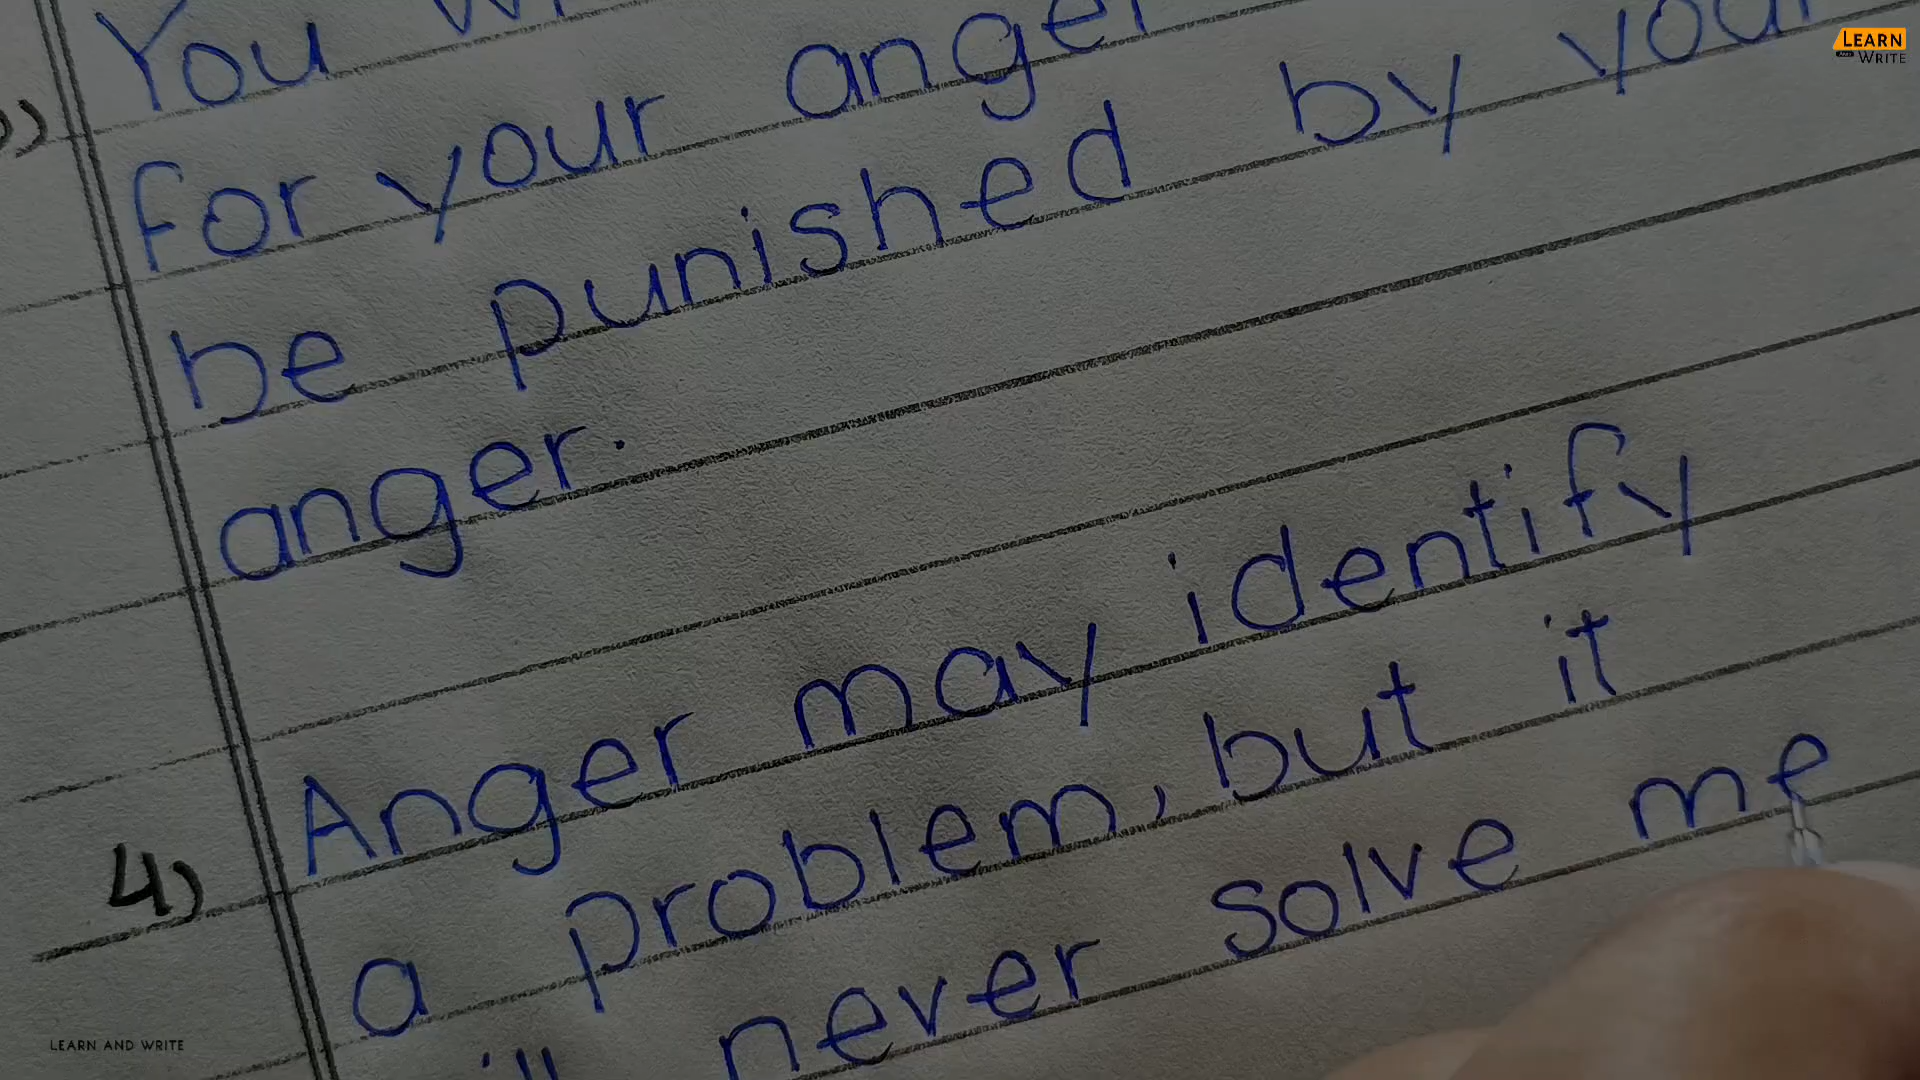 You
for your anger
be punished by your
anger.
4) Anger may identify
a problem, but it
never solve me
LEARN
WRITE
LEARN AND WRITE